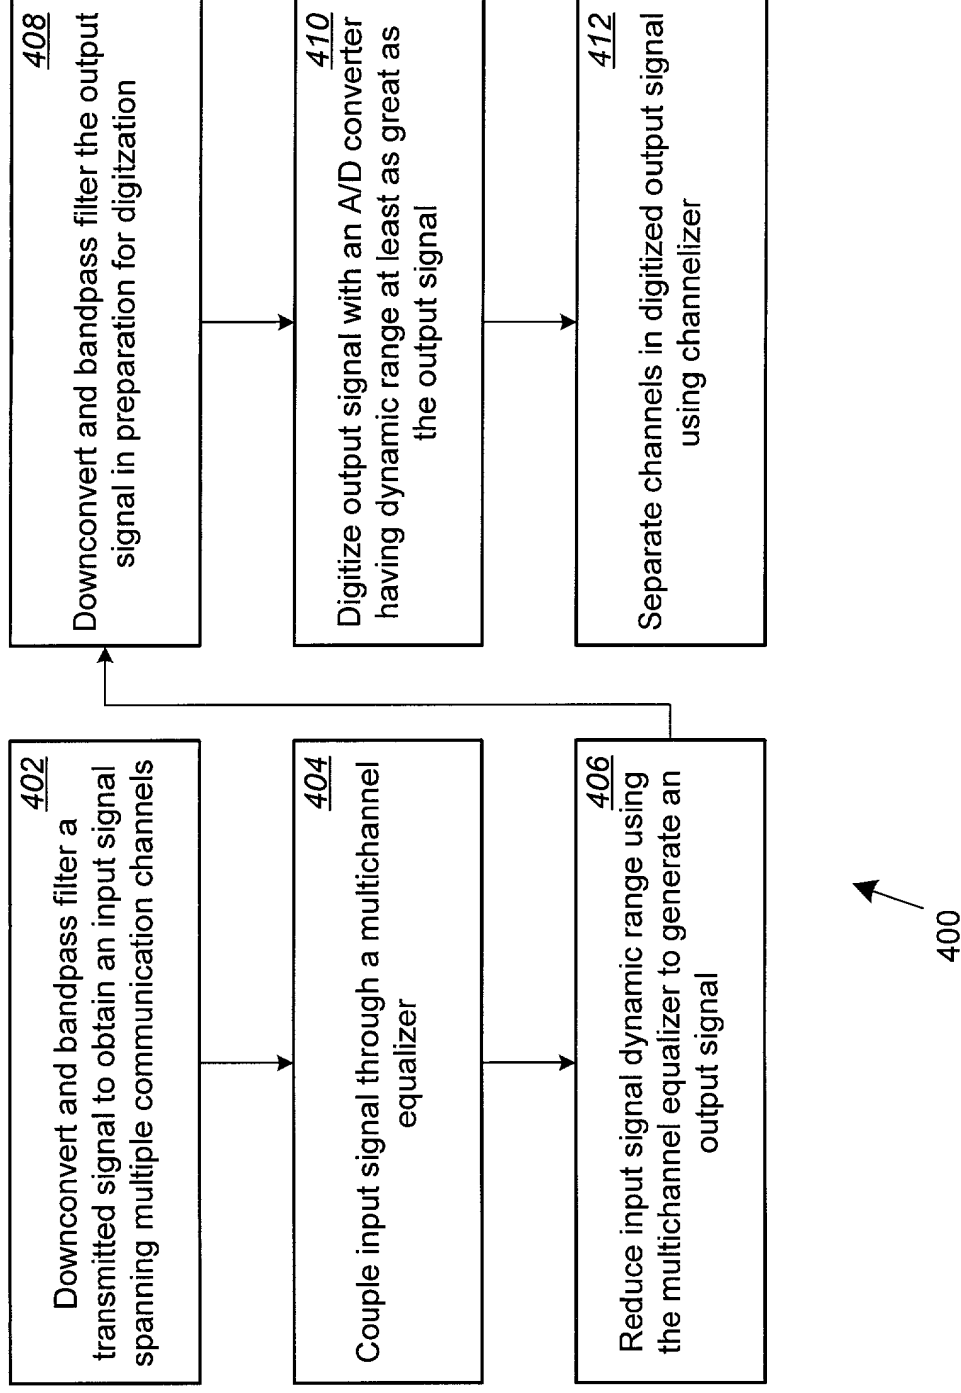 402
Downconvert and bandpass filter a
transmitted signal to obtain an input signal
spanning multiple communication channels
404
Couple input signal through a multichannel
equalizer
406
Reduce input signal dynamic range using
the multichannel equalizer to generate an
output signal
408
Downconvert and bandpass filter the output
signal in preparation for digitzation
410
Digitize output signal with an A/D converter
having dynamic range at least as great as
the output signal
412
Separate channels in digitized output signal
using channelizer
400